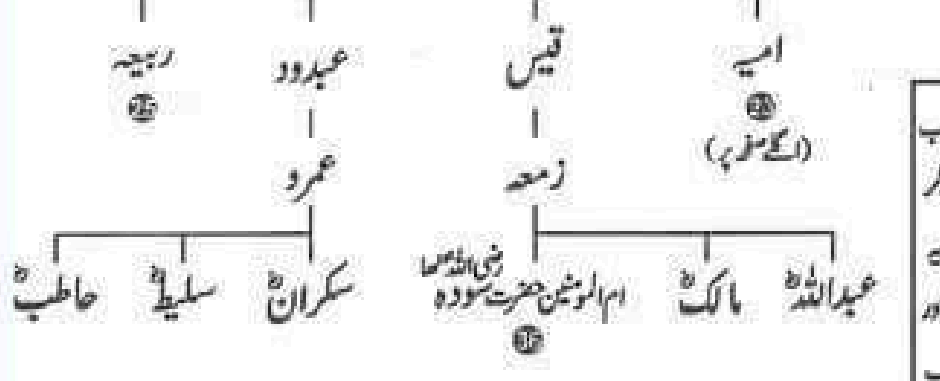 امیہ قیس عبدود ربیعہ
(اگلے صفحہ پر)
زمعہ عمرو
عبداللہؓ مالکؓ ام المومنین حضرت سودہ رضی اللہ عنھا سکرانؓ سلیطؓ حاطبؓ